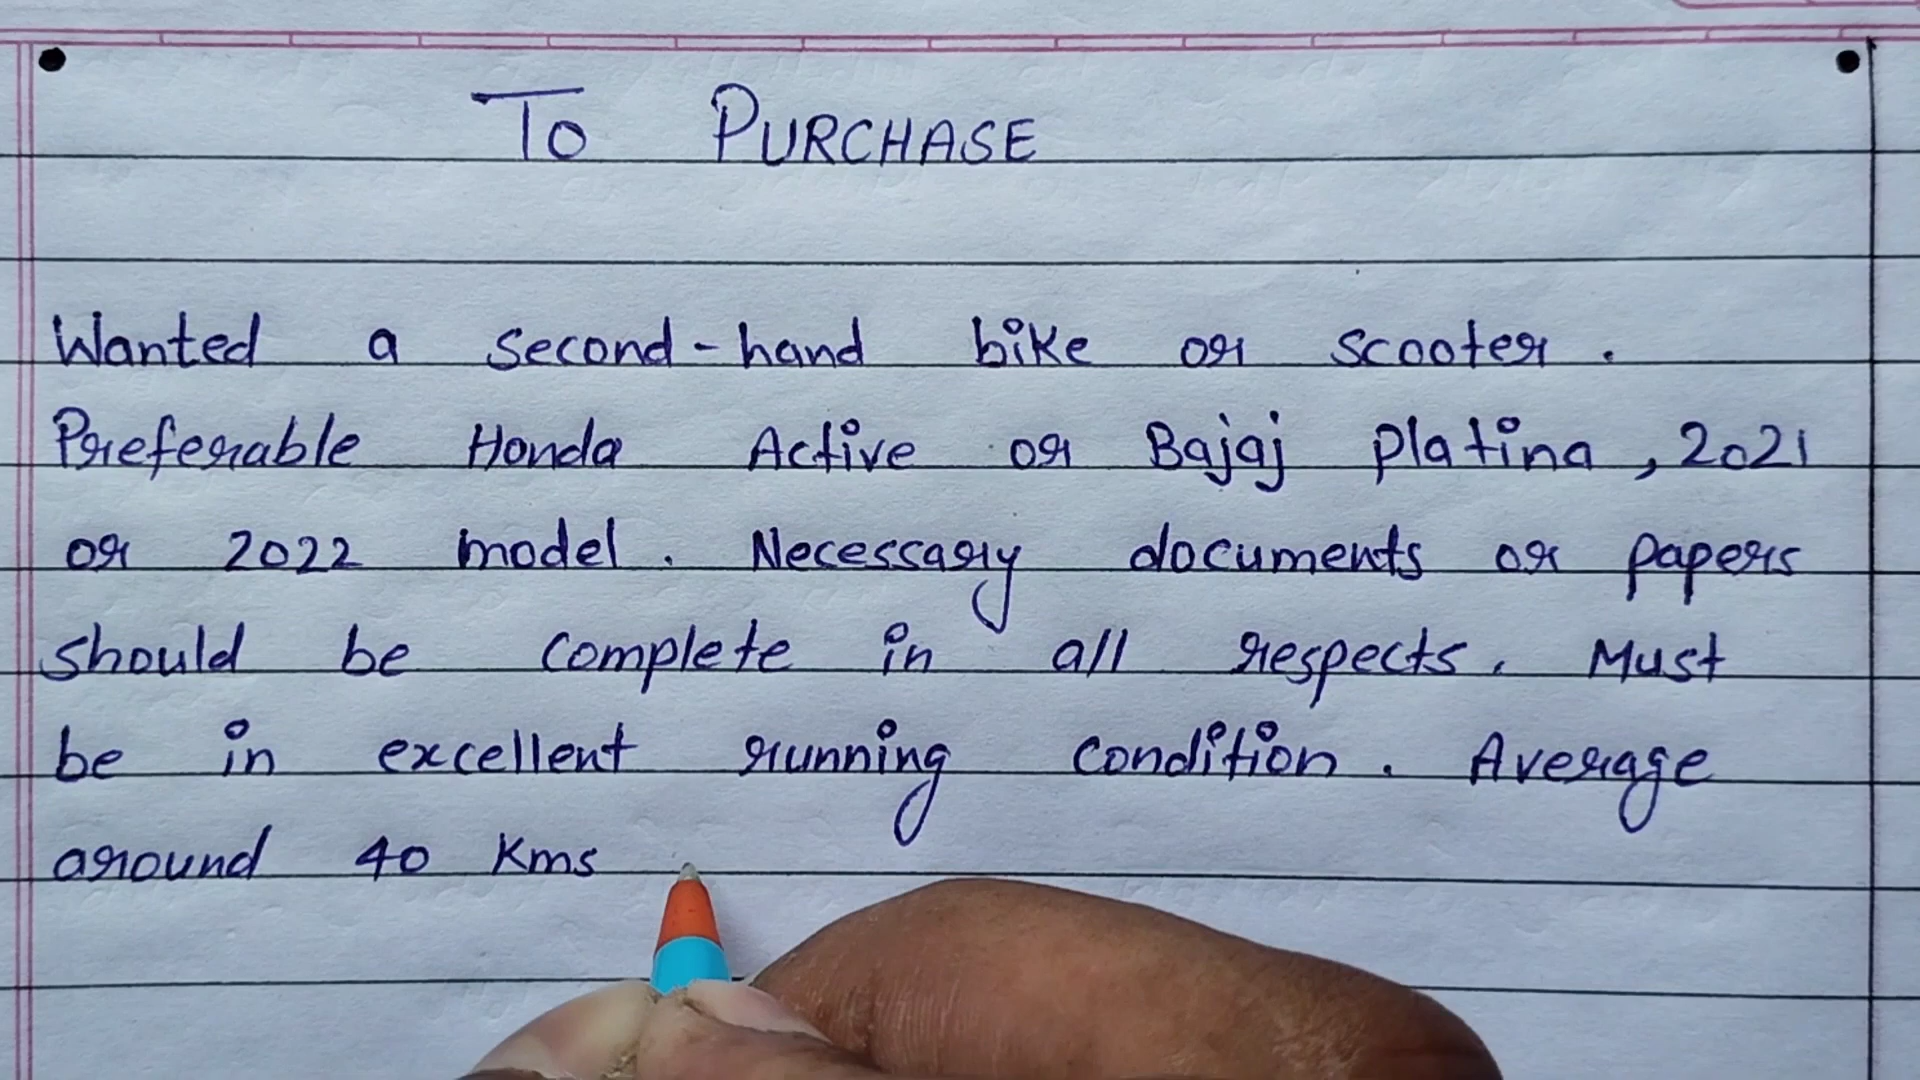 To PURCHASE
Wanted a second-hand bike or scooter.
Preferable Honda Active or Bajaj Platina, 2021
or 2022 model. Necessary documents or papers
should be complete in all respects. Must
be in excellent running condition. Average
around 40 Kms